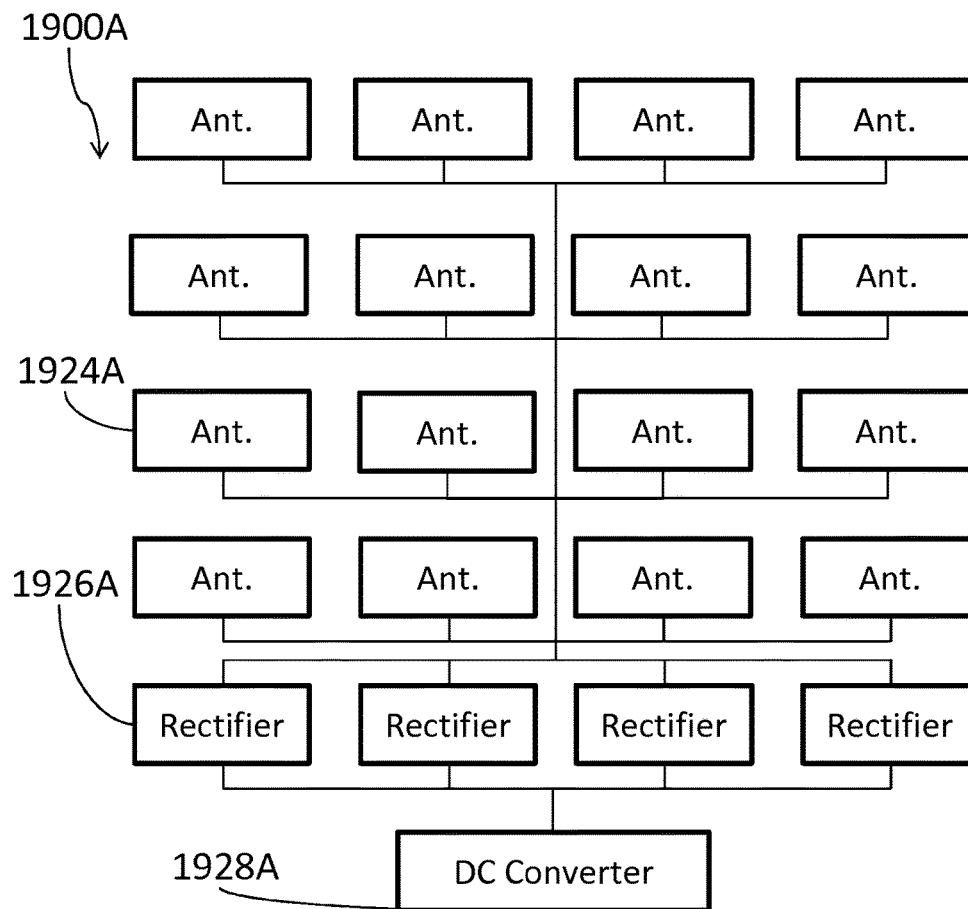 1900A
Ant. Ant. Ant. Ant.
Ant. Ant. Ant. Ant.
1924A
Ant. Ant. Ant. Ant.
Ant. Ant. Ant. Ant.
1926A
Rectifier Rectifier Rectifier Rectifier
DC Converter
1928A